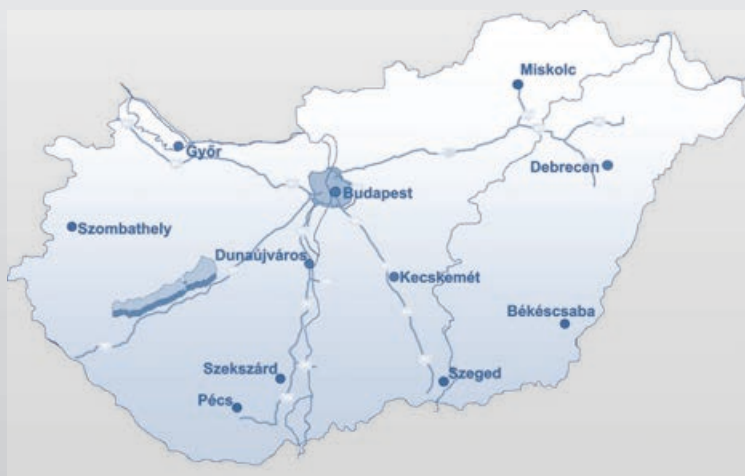 Miskolc
Győr
Debrecen
Budapest
Szombathely
Dunaújváros
Kecskemét
Békéscsaba
Szekszárd
Szeged
Pécs